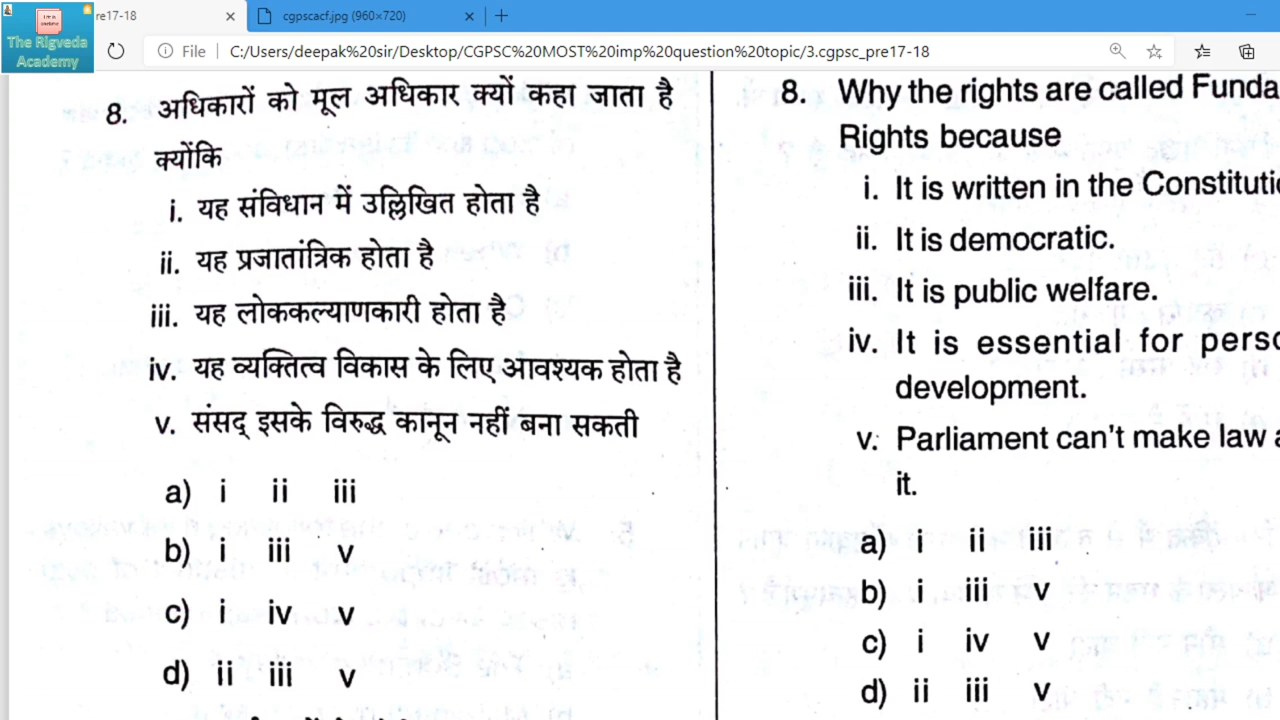 The Rigveda
Academy
re17-18
cgpscacf.jpg (960×720)
File
C:/Users/deepak%20sir/Desktop/CGPSC%20MOST%20imp%20question%20topic/3.cgpsc_pre17-18
8. अधिकारों को मूल अधिकार क्यों कहा जाता है
क्योंकि
i. यह संविधान में उल्लिखित होता है
ii. यह प्रजातांत्रिक होता है
iii. यह लोककल्याणकारी होता है
iv. यह व्यक्तित्व विकास के लिए आवश्यक होता है
v. संसद् इसके विरुद्ध कानून नहीं बना सकती
a) i ii iii
b) i iii v
c) i iv v
d) ii iii v
8. Why the rights are called Funda
Rights because
i. It is written in the Constituti
ii. It is democratic.
iii. It is public welfare.
iv. It is essential for perso
development.
v. Parliament can't make law a
it.
a) i ii iii
b) i iii v
c) i iv v
d) ii iii v